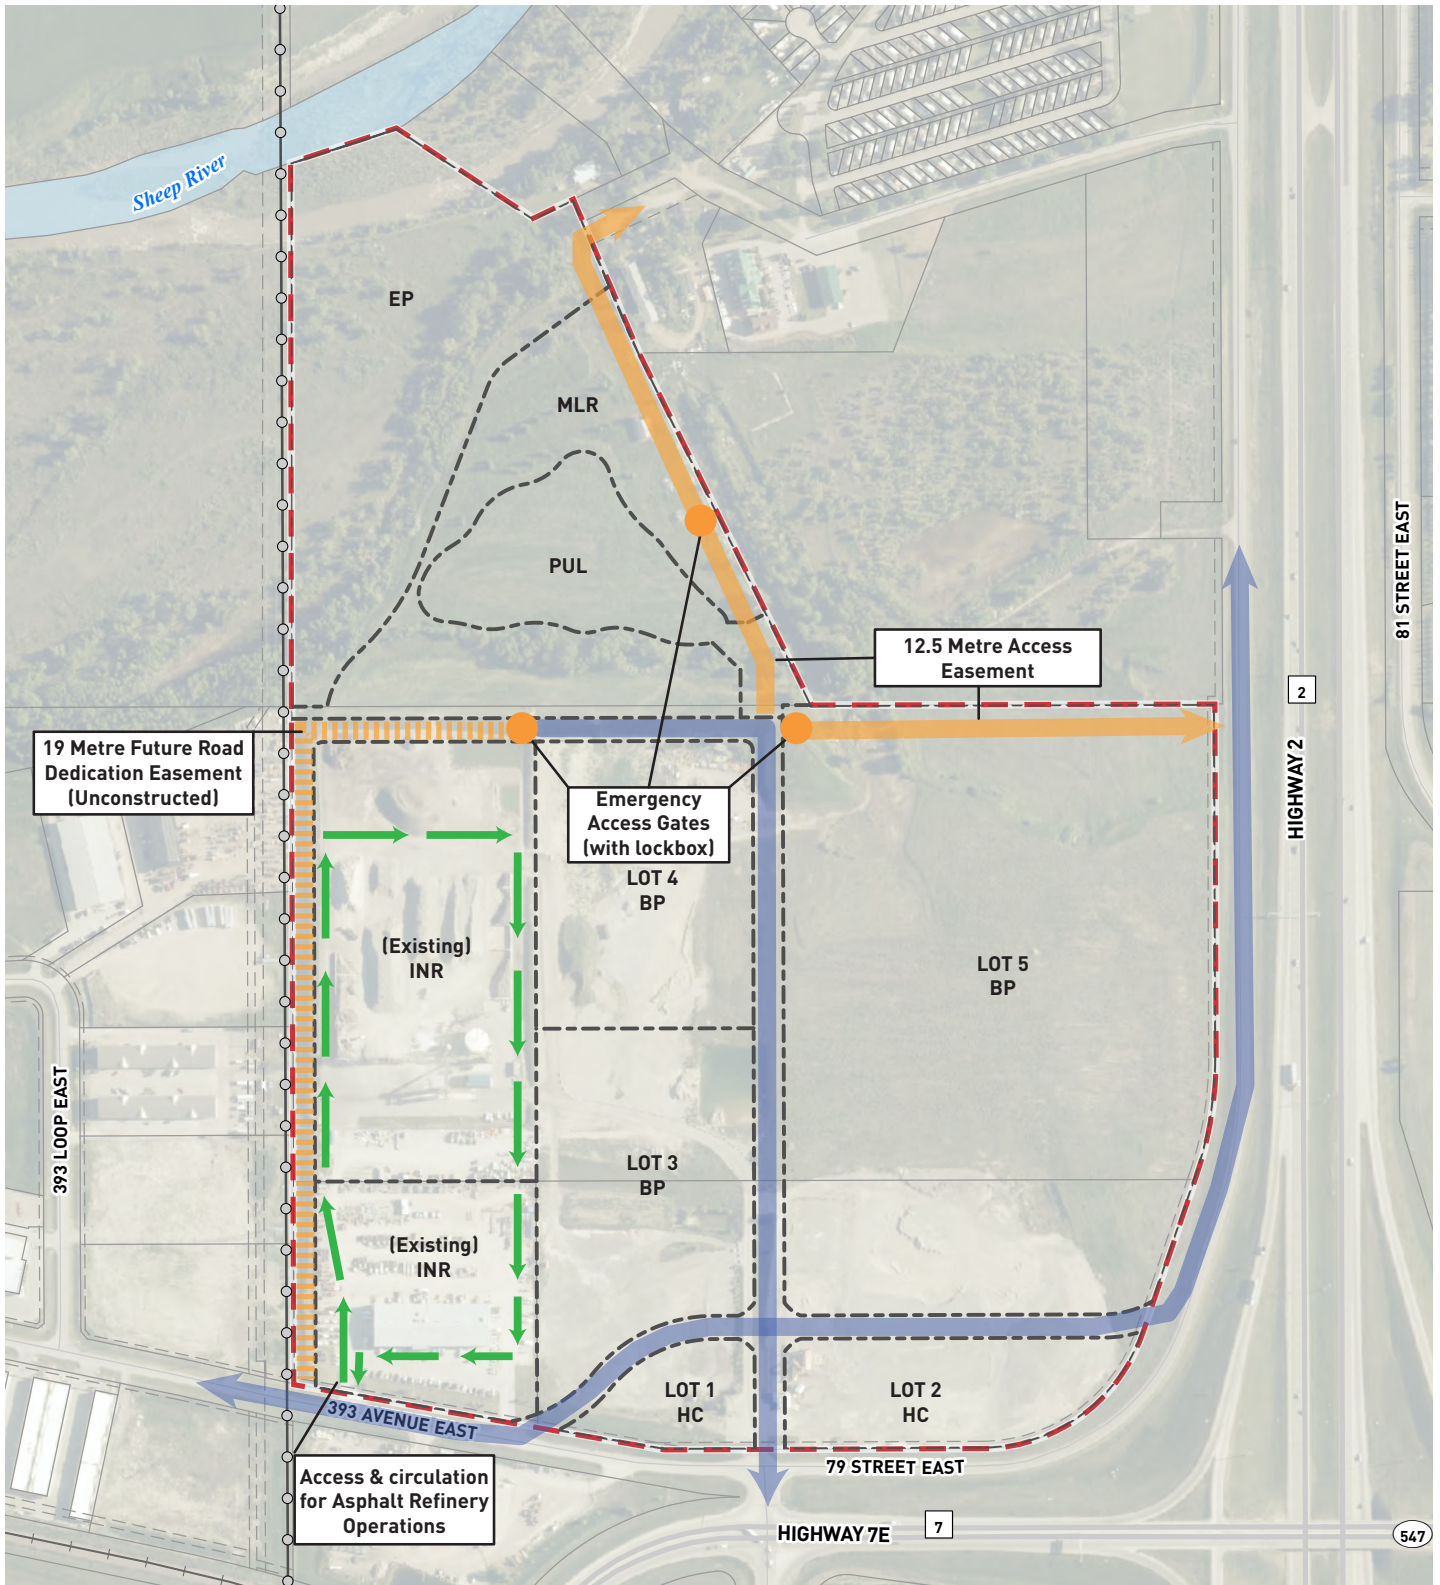 Sheep River
EP
MLR
PUL
81 STREET EAST
12.5 Metre Access
Easement
2
HIGHWAY 2
19 Metre Future Road
Dedication Easement
(Unconstructed)
Emergency
Access Gates
(with lockbox)
LOT 4
BP
(Existing)
INR
LOT 5
BP
393 LOOP EAST
LOT 3
BP
(Existing)
INR
LOT 1
HC
LOT 2
HC
393 AVENUE EAST
79 STREET EAST
Access & circulation
for Asphalt Refinery
Operations
HIGHWAY 7E
7
547